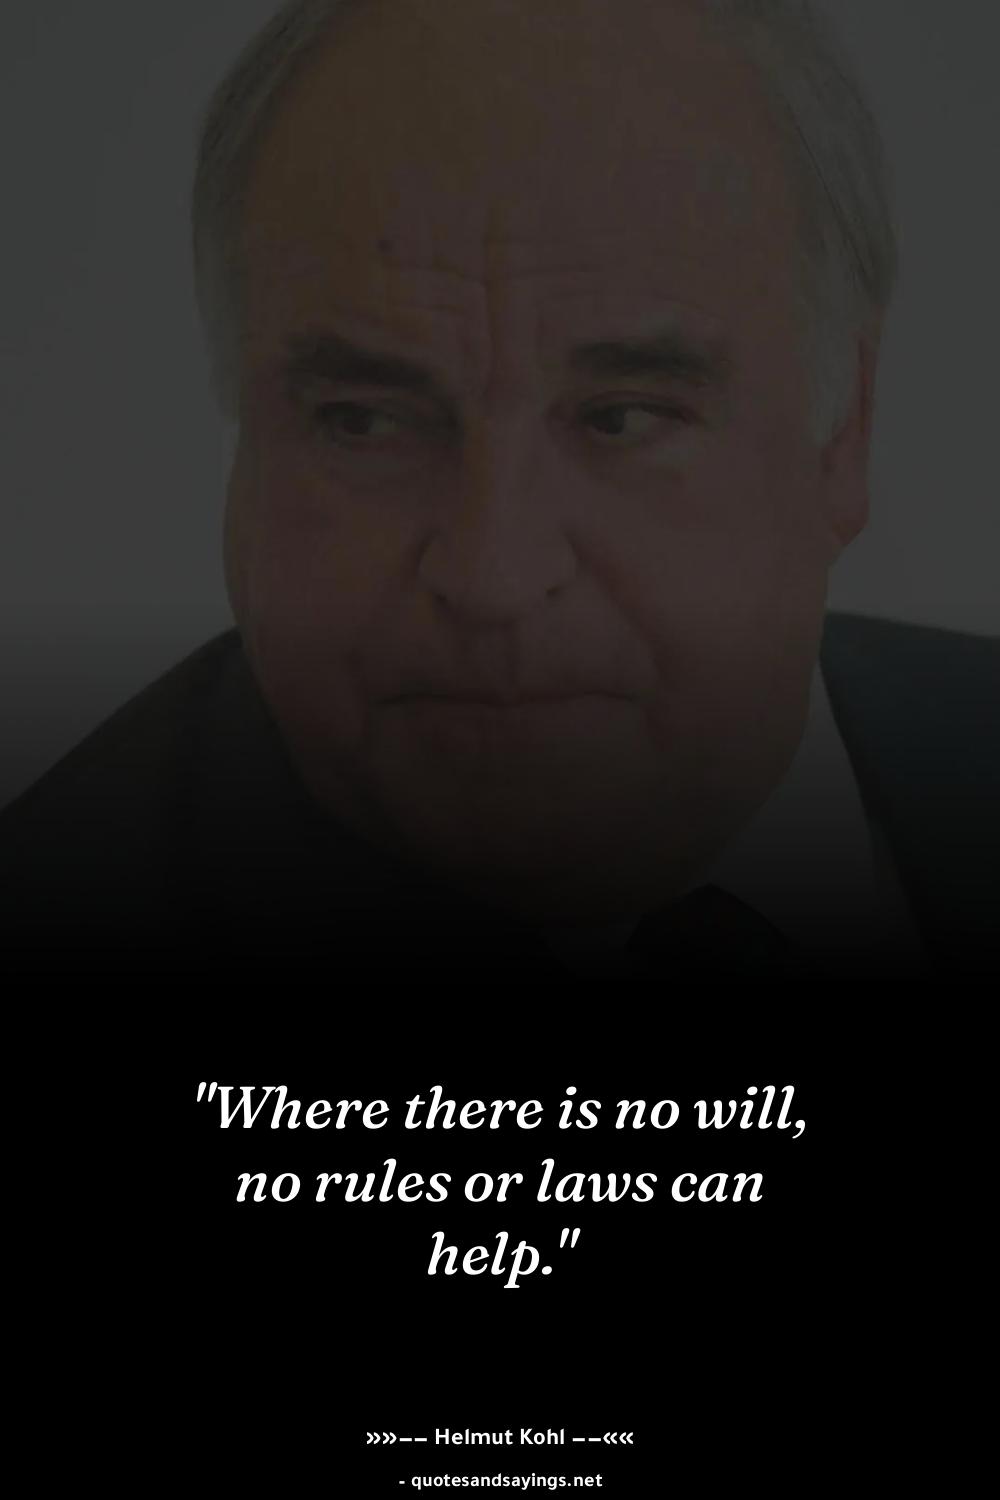 "Where there is no will,
no rules or laws can
help."
»»—— Helmut Kohl ——««
- quotesandsayings.net